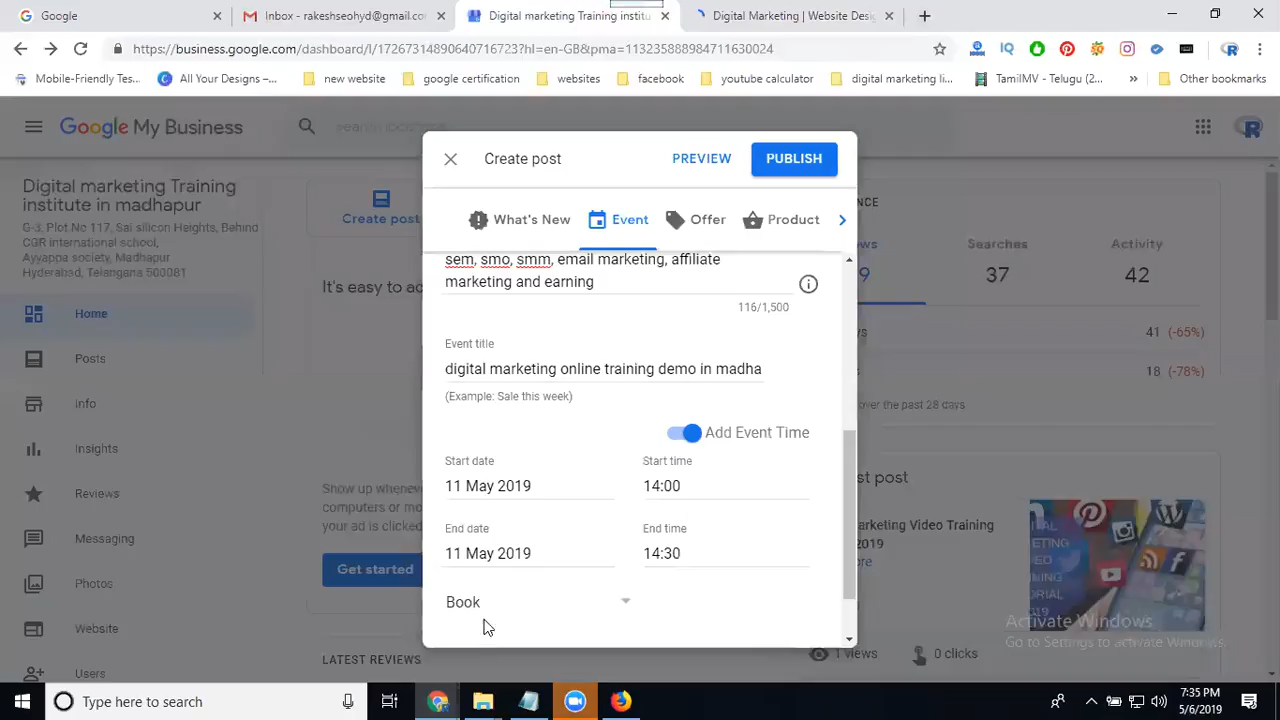 Google
Inbox - rakeshseohyd@gmail.co
Digital marketing Training institu
Digital Marketing | Website Desig
https://business.google.com/dashboard/l/17267314890640716723?hl=en-GB&pma=113235888984711630024
Mobile-Friendly Tes...
All Your Designs –...
new website
google certification
websites
facebook
youtube calculator
digital marketing li...
TamilMV - Telugu (2...
Other bookmarks
Google My Business
Digital marketing Training
institute in madhapur
G-3, Plot No 117, Sai silicon Heights, Behind
CGR international school,
Ayyappa society, Madhapur
Hyderabad, Telangana 500081
Home
Posts
Info
Insights
Reviews
Messaging
Photos
Website
Users
Create post
It's easy to ac
Show up wheneve
computers or mo
your ad is clicked
Get started
LATEST REVIEWS
Create post
PREVIEW
PUBLISH
What's New
Event
Offer
Product
sem, smo, smm, email marketing, affiliate
marketing and earning
116/1,500
Event title
digital marketing online training demo in madha
(Example: Sale this week)
Add Event Time
Start date
Start time
11 May 2019
14:00
End date
End time
11 May 2019
14:30
Book
NCE
ws
Searches
Activity
9
37
42
41 (-65%)
18 (-78%)
over the past 28 days
st post
arketing Video Training
2019
ore
1 views
0 clicks
Activate Windows
Go to Settings to activate Windows.
Type here to search
7:35 PM
5/6/2019